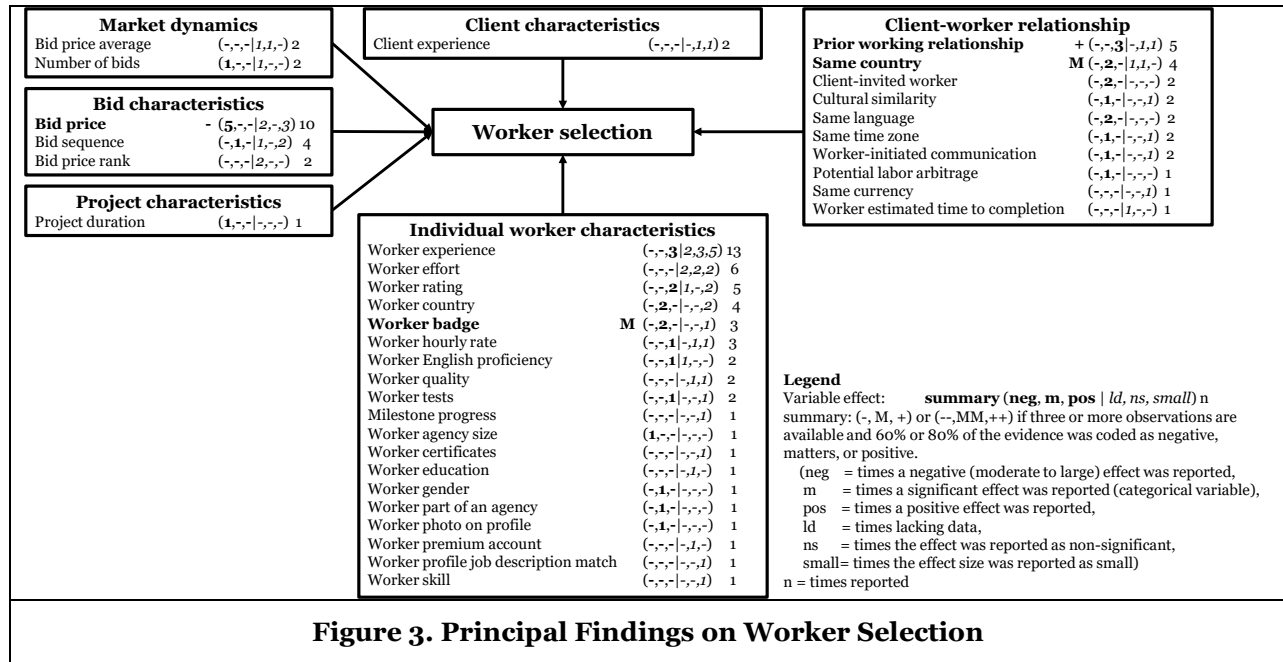 Market dynamics
Bid price average (-,-,-|1,1,-) 2
Number of bids (1,-,-|1,-,-) 2
Bid characteristics
Bid price - (5,-,-|2,-,3) 10
Bid sequence (-,1,-|1,-,2) 4
Bid price rank (-,-,-|2,-,-) 2
Project characteristics
Project duration (1,-,-|-,-,-) 1
Client characteristics
Client experience (-,-,-|-,1,1) 2
Worker selection
Client-worker relationship
Prior working relationship + (-,-,3|-,1,1) 5
Same country M (-,2,-|1,1,-) 4
Client-invited worker (-,2,-|-,-,-) 2
Cultural similarity (-,1,-|-,-,1) 2
Same language (-,2,-|-,-,-) 2
Same time zone (-,1,-|-,-,1) 2
Worker-initiated communication (-,1,-|-,-,1) 2
Potential labor arbitrage (-,1,-|-,-,-) 1
Same currency (-,-,-|-,-,1) 1
Worker estimated time to completion (-,-,-|1,-,-) 1
Individual worker characteristics
Worker experience (-,-,3|2,3,5) 13
Worker effort (-,-,-|2,2,2) 6
Worker rating (-,-,2|1,-,2) 5
Worker country (-,2,-|-,-,2) 4
Worker badge M (-,2,-|-,-,1) 3
Worker hourly rate (-,-,1|-,1,1) 3
Worker English proficiency (-,-,1|1,-,-) 2
Worker quality (-,-,-|-,1,1) 2
Worker tests (-,-,1|-,-,1) 2
Milestone progress (-,-,-|-,-,1) 1
Worker agency size (1,-,-|-,-,-) 1
Worker certificates (-,-,-|-,-,1) 1
Worker education (-,-,-|-,1,-) 1
Worker gender (-,1,-|-,-,-) 1
Worker part of an agency (-,1,-|-,-,-) 1
Worker photo on profile (-,1,-|-,-,-) 1
Worker premium account (-,-,-|-,1,-) 1
Worker profile job description match (-,-,-|-,-,1) 1
Worker skill (-,-,-|-,-,1) 1
Legend
Variable effect: summary (neg, m, pos | ld, ns, small) n
summary: (-, M, +) or (--,MM,++) if three or more observations are
available and 60% or 80% of the evidence was coded as negative,
matters, or positive.
(neg = times a negative (moderate to large) effect was reported,
m = times a significant effect was reported (categorical variable),
pos = times a positive effect was reported,
ld = times lacking data,
ns = times the effect was reported as non-significant,
small= times the effect size was reported as small)
n = times reported
Figure 3. Principal Findings on Worker Selection